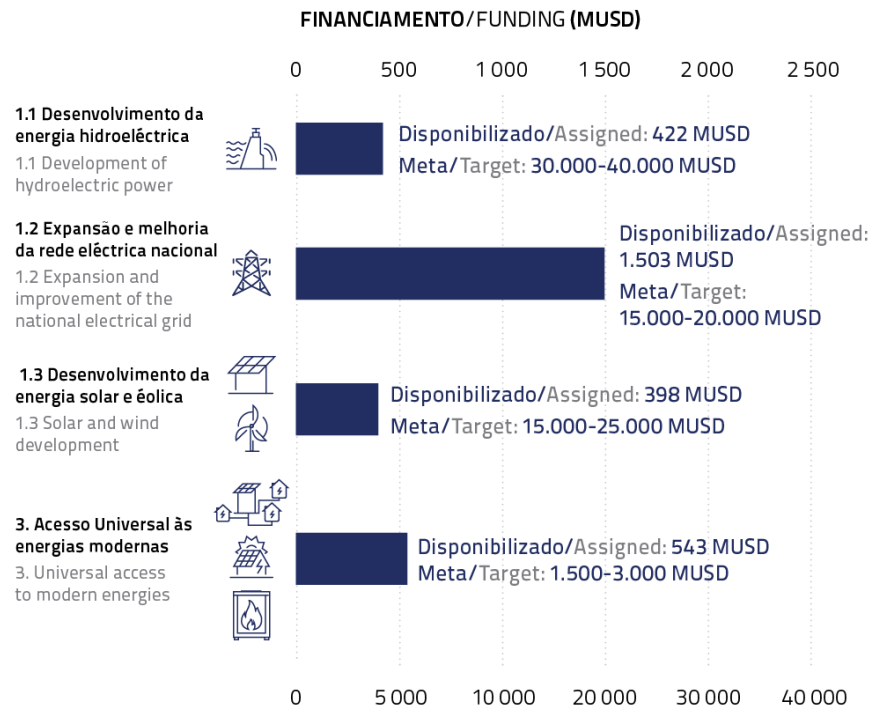 FINANCIAMENTO/FUNDING (MUSD)
0 500 1 000 1 500 2 000 2 500
1.1 Desenvolvimento da
energia hidroeléctrica
1.1 Development of
hydroelectric power
Disponibilizado/Assigned: 422 MUSD
Meta/Target: 30.000-40.000 MUSD
1.2 Expansão e melhoria
da rede eléctrica nacional
1.2 Expansion and
improvement of the
national electrical grid
Disponibilizado/Assigned:
1.503 MUSD
Meta/Target:
15.000-20.000 MUSD
1.3 Desenvolvimento da
energia solar e éolica
1.3 Solar and wind
development
Disponibilizado/Assigned: 398 MUSD
Meta/Target: 15.000-25.000 MUSD
3. Acesso Universal às
energias modernas
3. Universal access
to modern energies
Disponibilizado/Assigned: 543 MUSD
Meta/Target: 1.500-3.000 MUSD
0 5 000 10 000 20 000 30 000 40 000